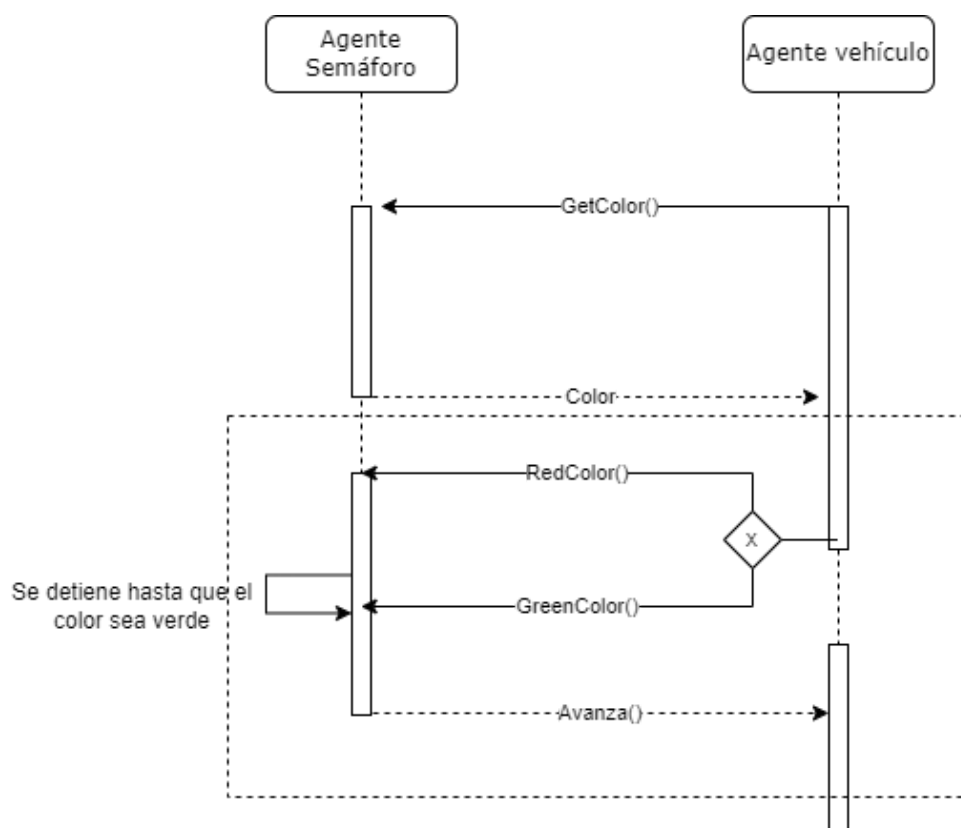 Agente
Semáforo
Agente vehículo
GetColor()
Color
RedColor()
X
Se detiene hasta que el
color sea verde
GreenColor()
Avanza()